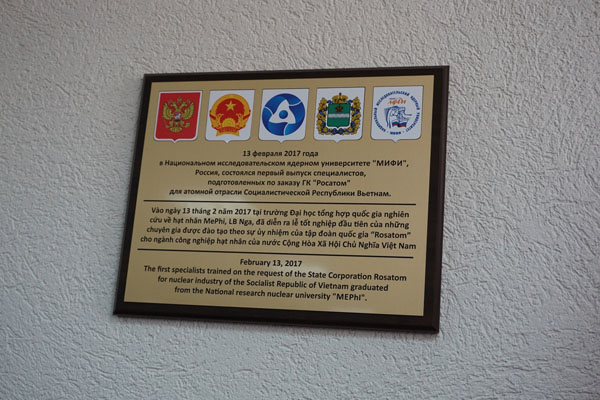 13 февраля 2017 года
в Национальном исследовательском ядерном университете "МИФИ",
Россия, состоялся первый выпуск специалистов,
подготовленных по заказу ГК "Росатом"
для атомной отрасли Социалистической Республики Вьетнам.
Vào ngày 13 tháng 2 năm 2017 tại trường Đại học tổng hợp quốc gia nghiên
cứu về hạt nhân MePhi, LB Nga, đã diễn ra lễ tốt nghiệp đầu tiên của những
chuyên gia được đào tạo theo sự ủy nhiệm của tập đoàn quốc gia "Rosatom"
cho ngành công nghiệp hạt nhân của nước Cộng Hòa Xã Hội Chủ Nghĩa Việt Nam
February 13, 2017
The first specialists trained on the request of the State Corporation Rosatom
for nuclear industry of the Socialist Republic of Vietnam graduated
from the National research nuclear university "MEPhI".